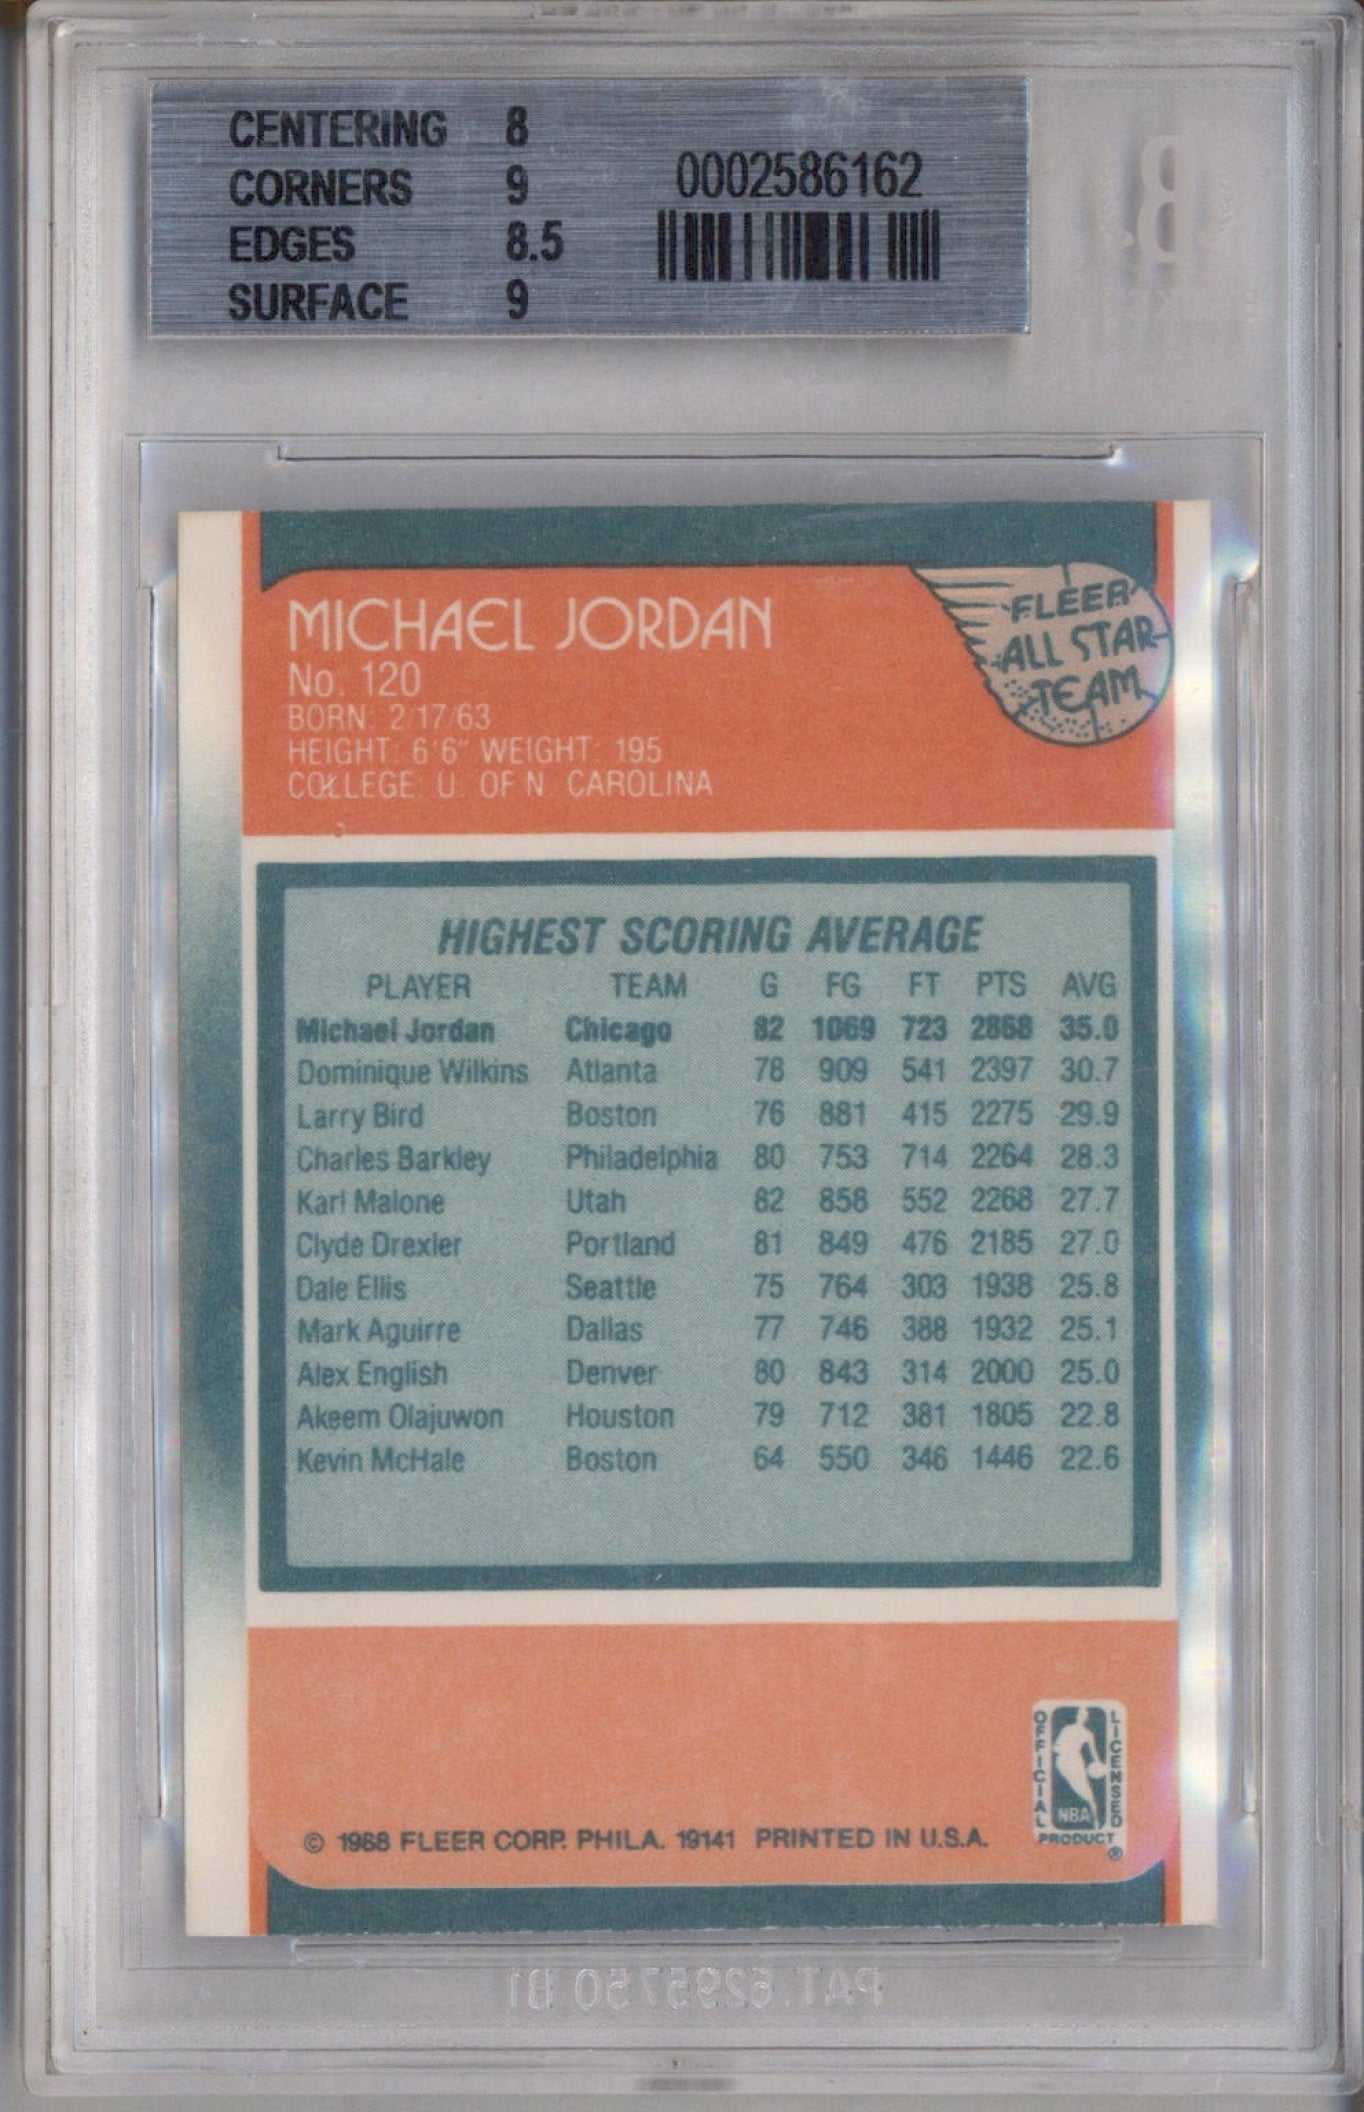 CENTERING 8
CORNERS 9
EDGES 8.5
SURFACE 9
0002586162
B
MICHAEL JORDAN
No. 120
BORN: 2/17/63
HEIGHT: 6'6" WEIGHT: 195
COLLEGE: U. OF N. CAROLINA
FLEER
ALL STAR
TEAM
HIGHEST SCORING AVERAGE
PLAYER TEAM G FG FT PTS AVG
Michael Jordan Chicago 82 1069 723 2868 35.0
Dominique Wilkins Atlanta 78 909 541 2397 30.7
Larry Bird Boston 76 881 415 2275 29.9
Charles Barkley Philadelphia 80 753 714 2264 28.3
Karl Malone Utah 82 858 552 2268 27.7
Clyde Drexler Portland 81 849 476 2185 27.0
Dale Ellis Seattle 75 764 303 1938 25.8
Mark Aguirre Dallas 77 746 388 1932 25.1
Alex English Denver 80 843 314 2000 25.0
Akeem Olajuwon Houston 79 712 381 1805 22.8
Kevin McHale Boston 64 550 346 1446 22.6
OFFICIAL LICENSED
NBA
PRODUCT
®
© 1988 FLEER CORP. PHILA. 19141 PRINTED IN U.S.A.
PAT. 6295750 B1